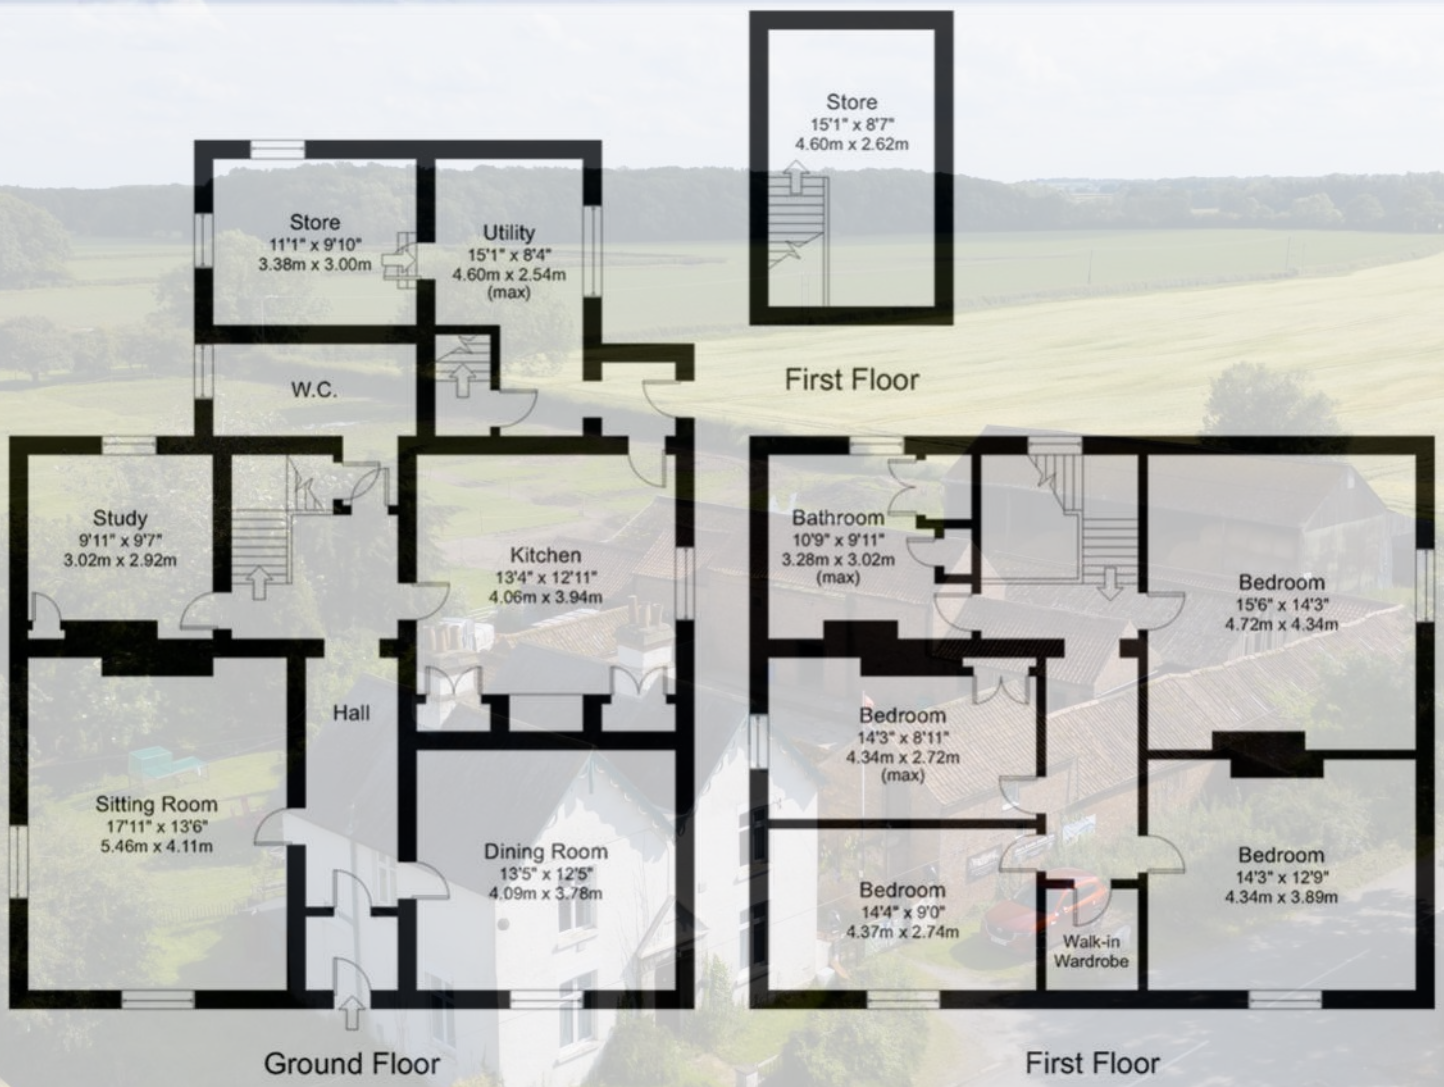 Store
15'1" x 8'7"
4.60m x 2.62m
First Floor
Store
11'1" x 9'10"
3.38m x 3.00m
Utility
15'1" x 8'4"
4.60m x 2.54m
(max)
W.C.
Study
9'11" x 9'7"
3.02m x 2.92m
Kitchen
13'4" x 12'11"
4.06m x 3.94m
Hall
Sitting Room
17'11" x 13'6"
5.46m x 4.11m
Dining Room
13'5" x 12'5"
4.09m x 3.78m
Ground Floor
Bathroom
10'9" x 9'11"
3.28m x 3.02m
(max)
Bedroom
15'6" x 14'3"
4.72m x 4.34m
Bedroom
14'3" x 8'11"
4.34m x 2.72m
(max)
Bedroom
14'4" x 9'0"
4.37m x 2.74m
Walk-in
Wardrobe
Bedroom
14'3" x 12'9"
4.34m x 3.89m
First Floor